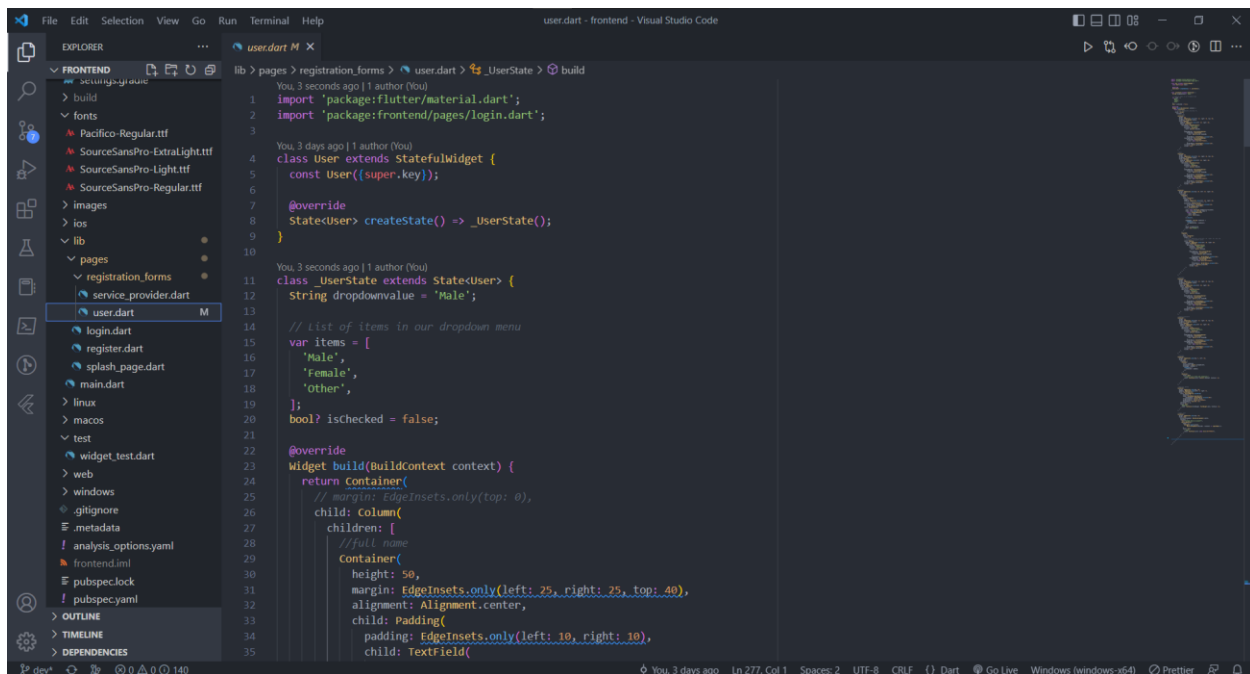 File Edit Selection View Go Run Terminal Help
user.dart - frontend - Visual Studio Code
EXPLORER
FRONTEND
settings.gradle
build
fonts
Pacifico-Regular.ttf
SourceSansPro-ExtraLight.ttf
SourceSansPro-Light.ttf
SourceSansPro-Regular.ttf
images
ios
lib
pages
registration_forms
service_provider.dart
user.dart M
login.dart
register.dart
splash_page.dart
main.dart
linux
macos
test
widget_test.dart
web
windows
.gitignore
.metadata
analysis_options.yaml
frontend.iml
pubspec.lock
pubspec.yaml
OUTLINE
TIMELINE
DEPENDENCIES
7
user.dart M
lib > pages > registration_forms > user.dart > _UserState > build
You, 3 seconds ago | 1 author (You)
1 import 'package:flutter/material.dart';
2 import 'package:frontend/pages/login.dart';
3
You, 3 days ago | 1 author (You)
4 class User extends StatefulWidget {
5 const User({super.key});
6
7 @override
8 State<User> createState() => _UserState();
9 }
10
You, 3 seconds ago | 1 author (You)
11 class _UserState extends State<User> {
12 String dropdownvalue = 'Male';
13
14 // List of items in our dropdown menu
15 var items = [
16 'Male',
17 'Female',
18 'Other',
19 ];
20 bool? isChecked = false;
21
22 @override
23 Widget build(BuildContext context) {
24 return Container(
25 // margin: EdgeInsets.only(top: 0),
26 child: Column(
27 children: [
28 //full name
29 Container(
30 height: 50,
31 margin: EdgeInsets.only(left: 25, right: 25, top: 40),
32 alignment: Alignment.center,
33 child: Padding(
34 padding: EdgeInsets.only(left: 10, right: 10),
35 child: TextField(
dev* 0 0 140 You, 3 days ago Ln 277, Col 1 Spaces: 2 UTF-8 CRLF {} Dart Go Live Windows (windows-x64) Prettier